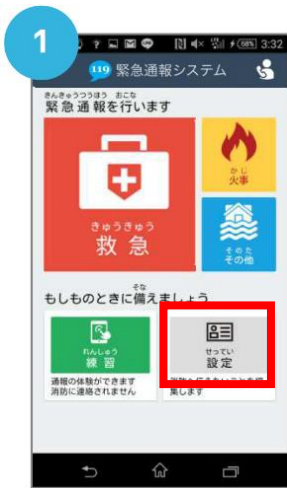 1
68% 3:32
119 緊急通報システム
きんきゅうつうほう おこな
緊急通報を行います
かじ
火事
きゅうきゅう
救急
そのた
その他
そな
もしものときに備えましょう
れんしゅう
練習
せってい
設定
通報の体験ができます
消防に連絡されません
集します